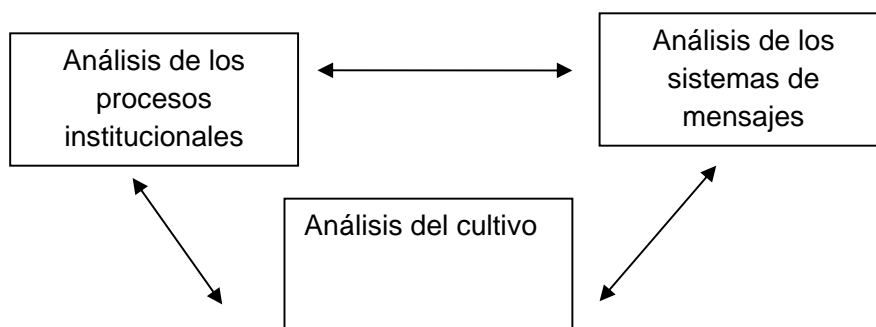 Análisis de los
procesos
institucionales
Análisis de los
sistemas de
mensajes
Análisis del cultivo